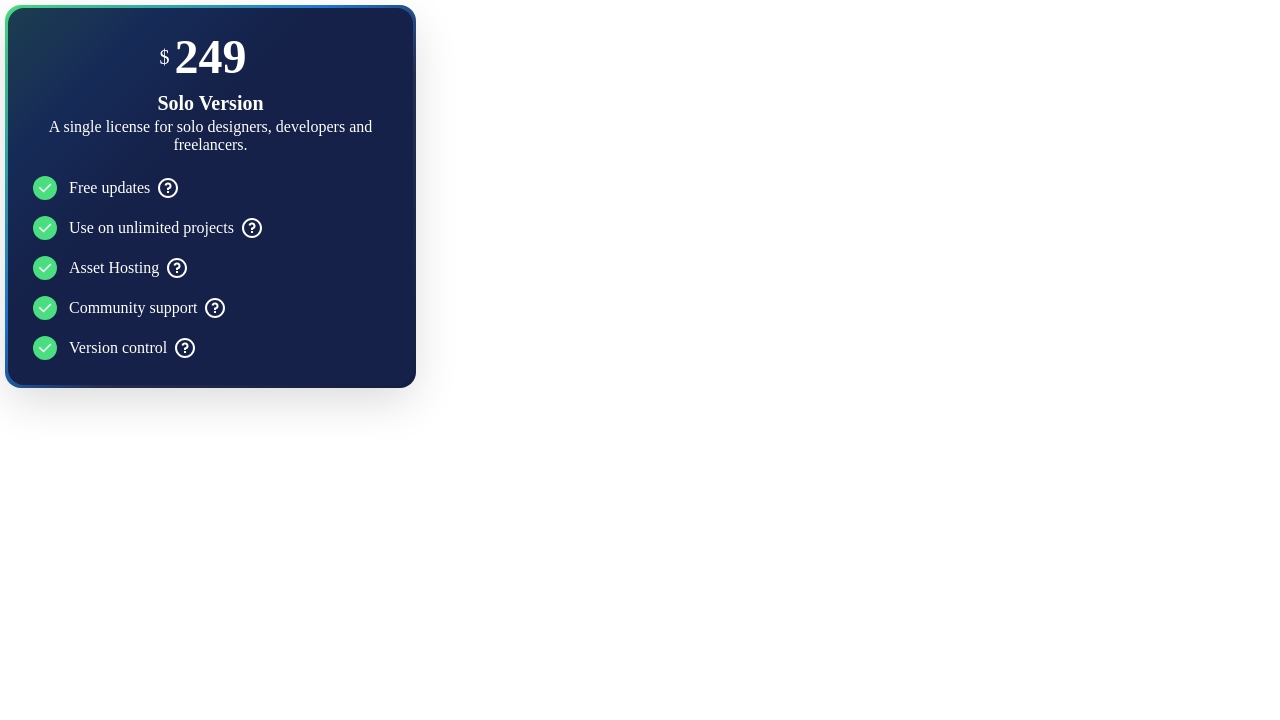 $ 249
Solo Version
A single license for solo designers, developers and
freelancers.
Free updates
Use on unlimited projects
Asset Hosting
Community support
Version control